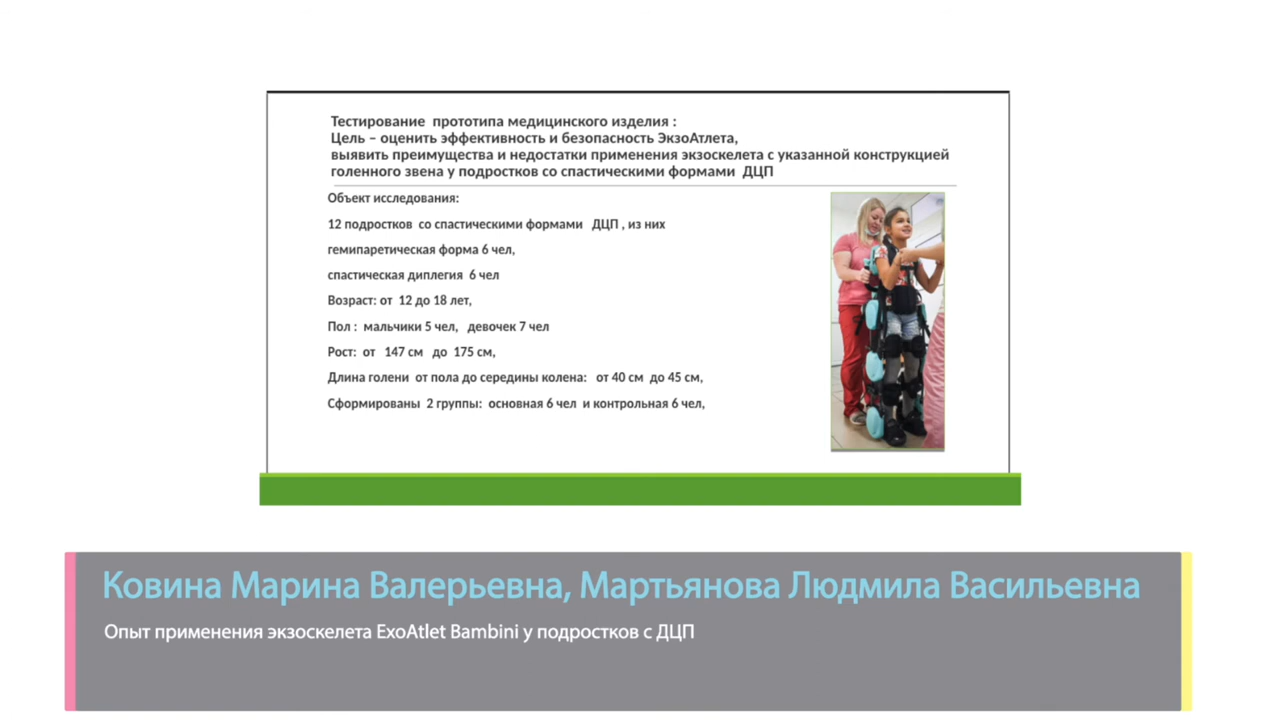 Тестирование прототипа медицинского изделия :
Цель – оценить эффективность и безопасность ЭкзоАтлета,
выявить преимущества и недостатки применения экзоскелета с указанной конструкцией
голенного звена у подростков со спастическими формами ДЦП
Объект исследования:
12 подростков со спастическими формами ДЦП , из них
гемипаретическая форма 6 чел,
спастическая диплегия 6 чел
Возраст: от 12 до 18 лет,
Пол : мальчики 5 чел, девочек 7 чел
Рост: от 147 см до 175 см,
Длина голени от пола до середины колена: от 40 см до 45 см,
Сформированы 2 группы: основная 6 чел и контрольная 6 чел,
Ковина Марина Валерьевна, Мартьянова Людмила Васильевна
Опыт применения экзоскелета ExoAtlet Bambini у подростков с ДЦП